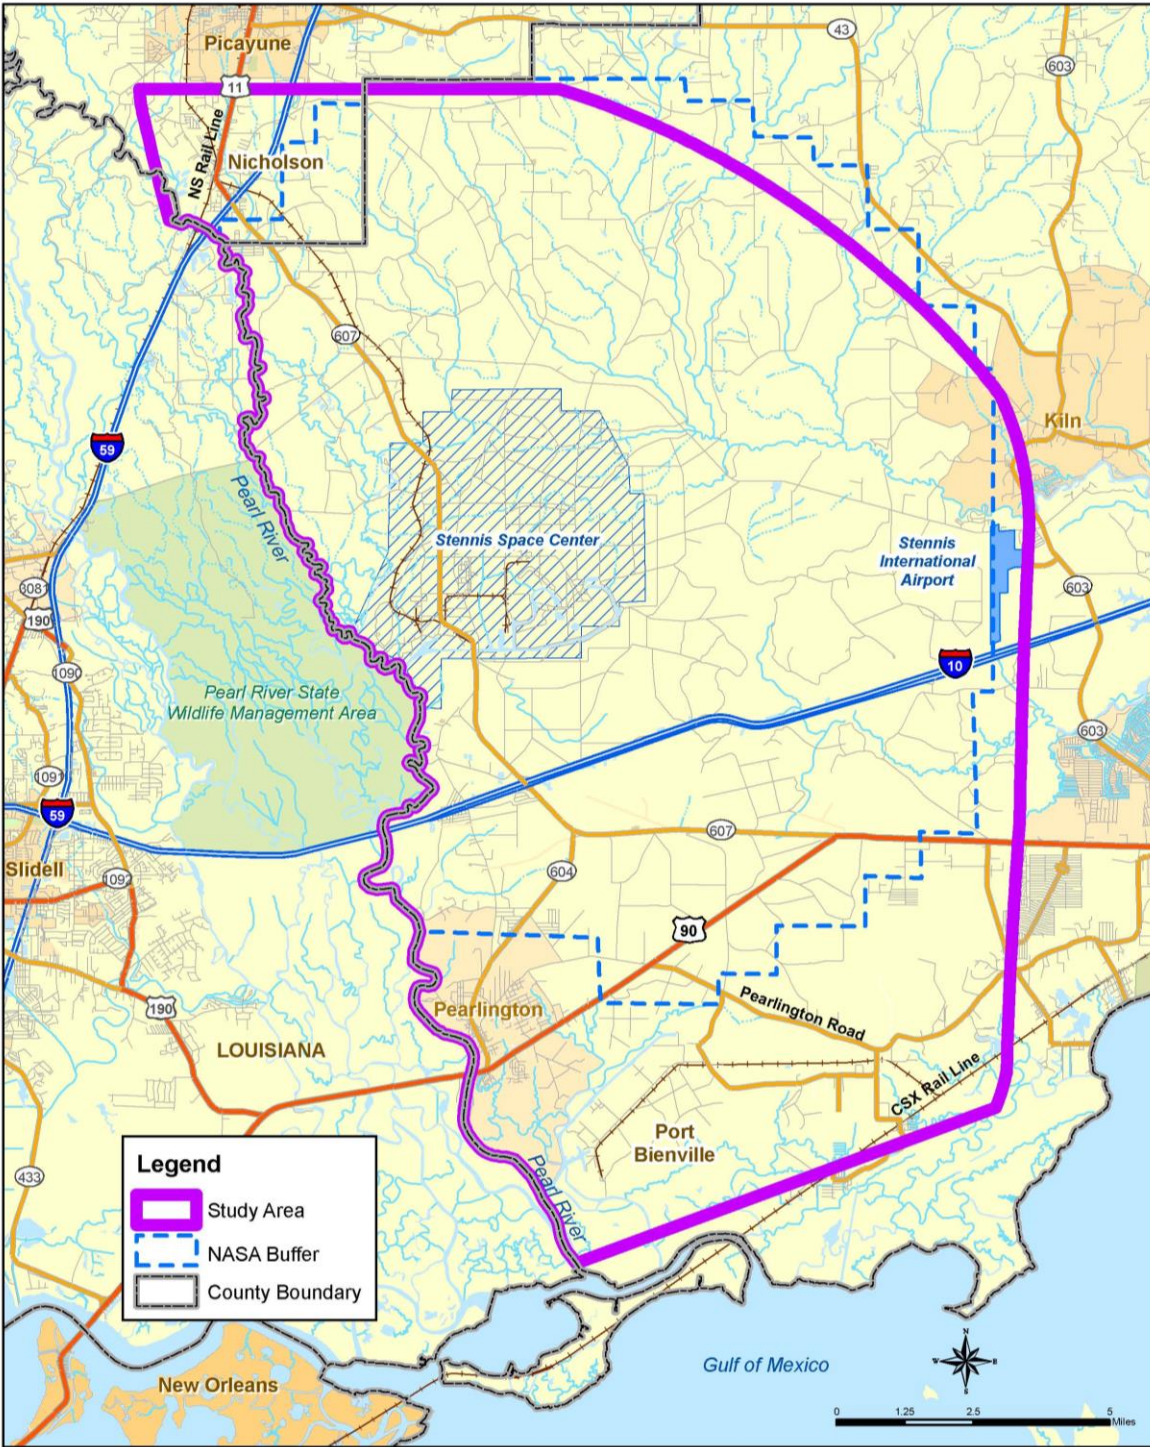 Picayune
43
603
11
NS Rail Line
Nicholson
607
Kiln
59
Pearl River
Stennis Space Center
Stennis
International
Airport
3081
190
603
1090
10
Pearl River State
Wildlife Management Area
603
1091
59
607
Slidell
604
1092
90
Pearlington
Pearlington Road
190
LOUISIANA
CSX Rail Line
Port
Bienville
433
Pearl River
Legend
Study Area
NASA Buffer
County Boundary
N
W
E
S
Gulf of Mexico
New Orleans
0 1.25 2.5 5
Miles